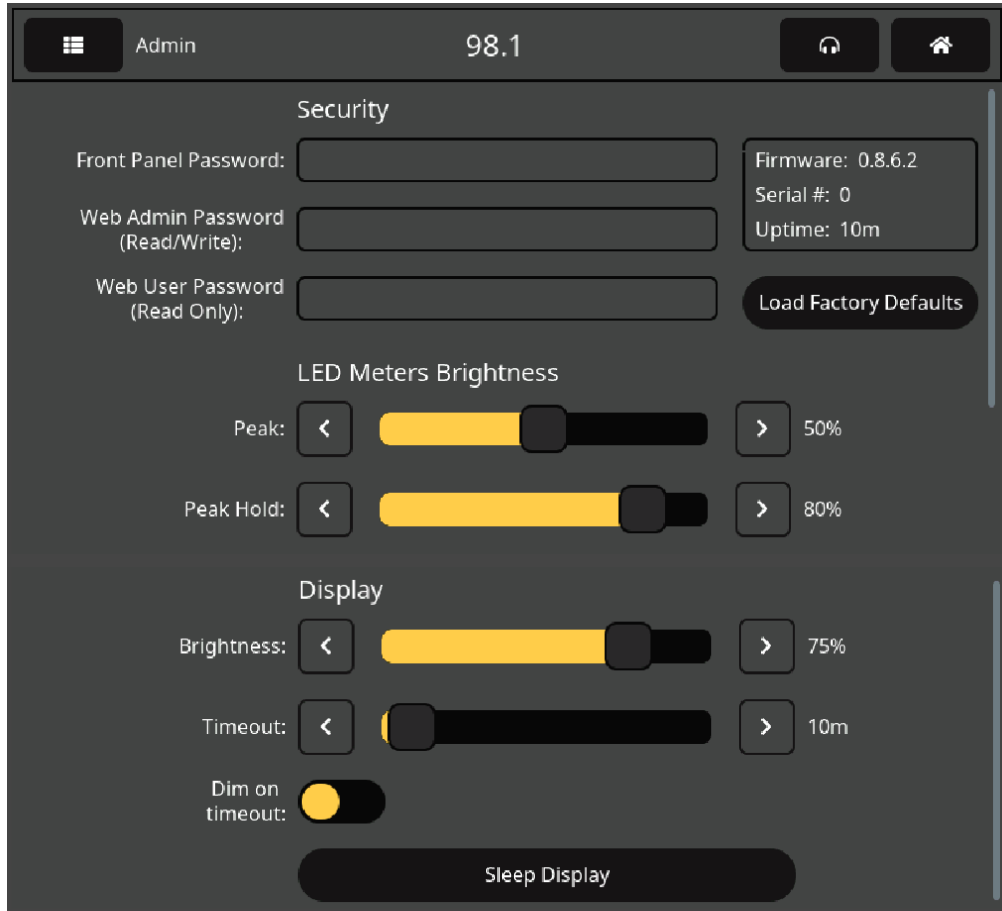 Admin
98.1
Security
Front Panel Password:
Firmware: 0.8.6.2
Serial #: 0
Uptime: 10m
Web Admin Password
(Read/Write):
Web User Password
(Read Only):
Load Factory Defaults
LED Meters Brightness
Peak:
50%
Peak Hold:
80%
Display
Brightness:
75%
Timeout:
10m
Dim on
timeout:
Sleep Display